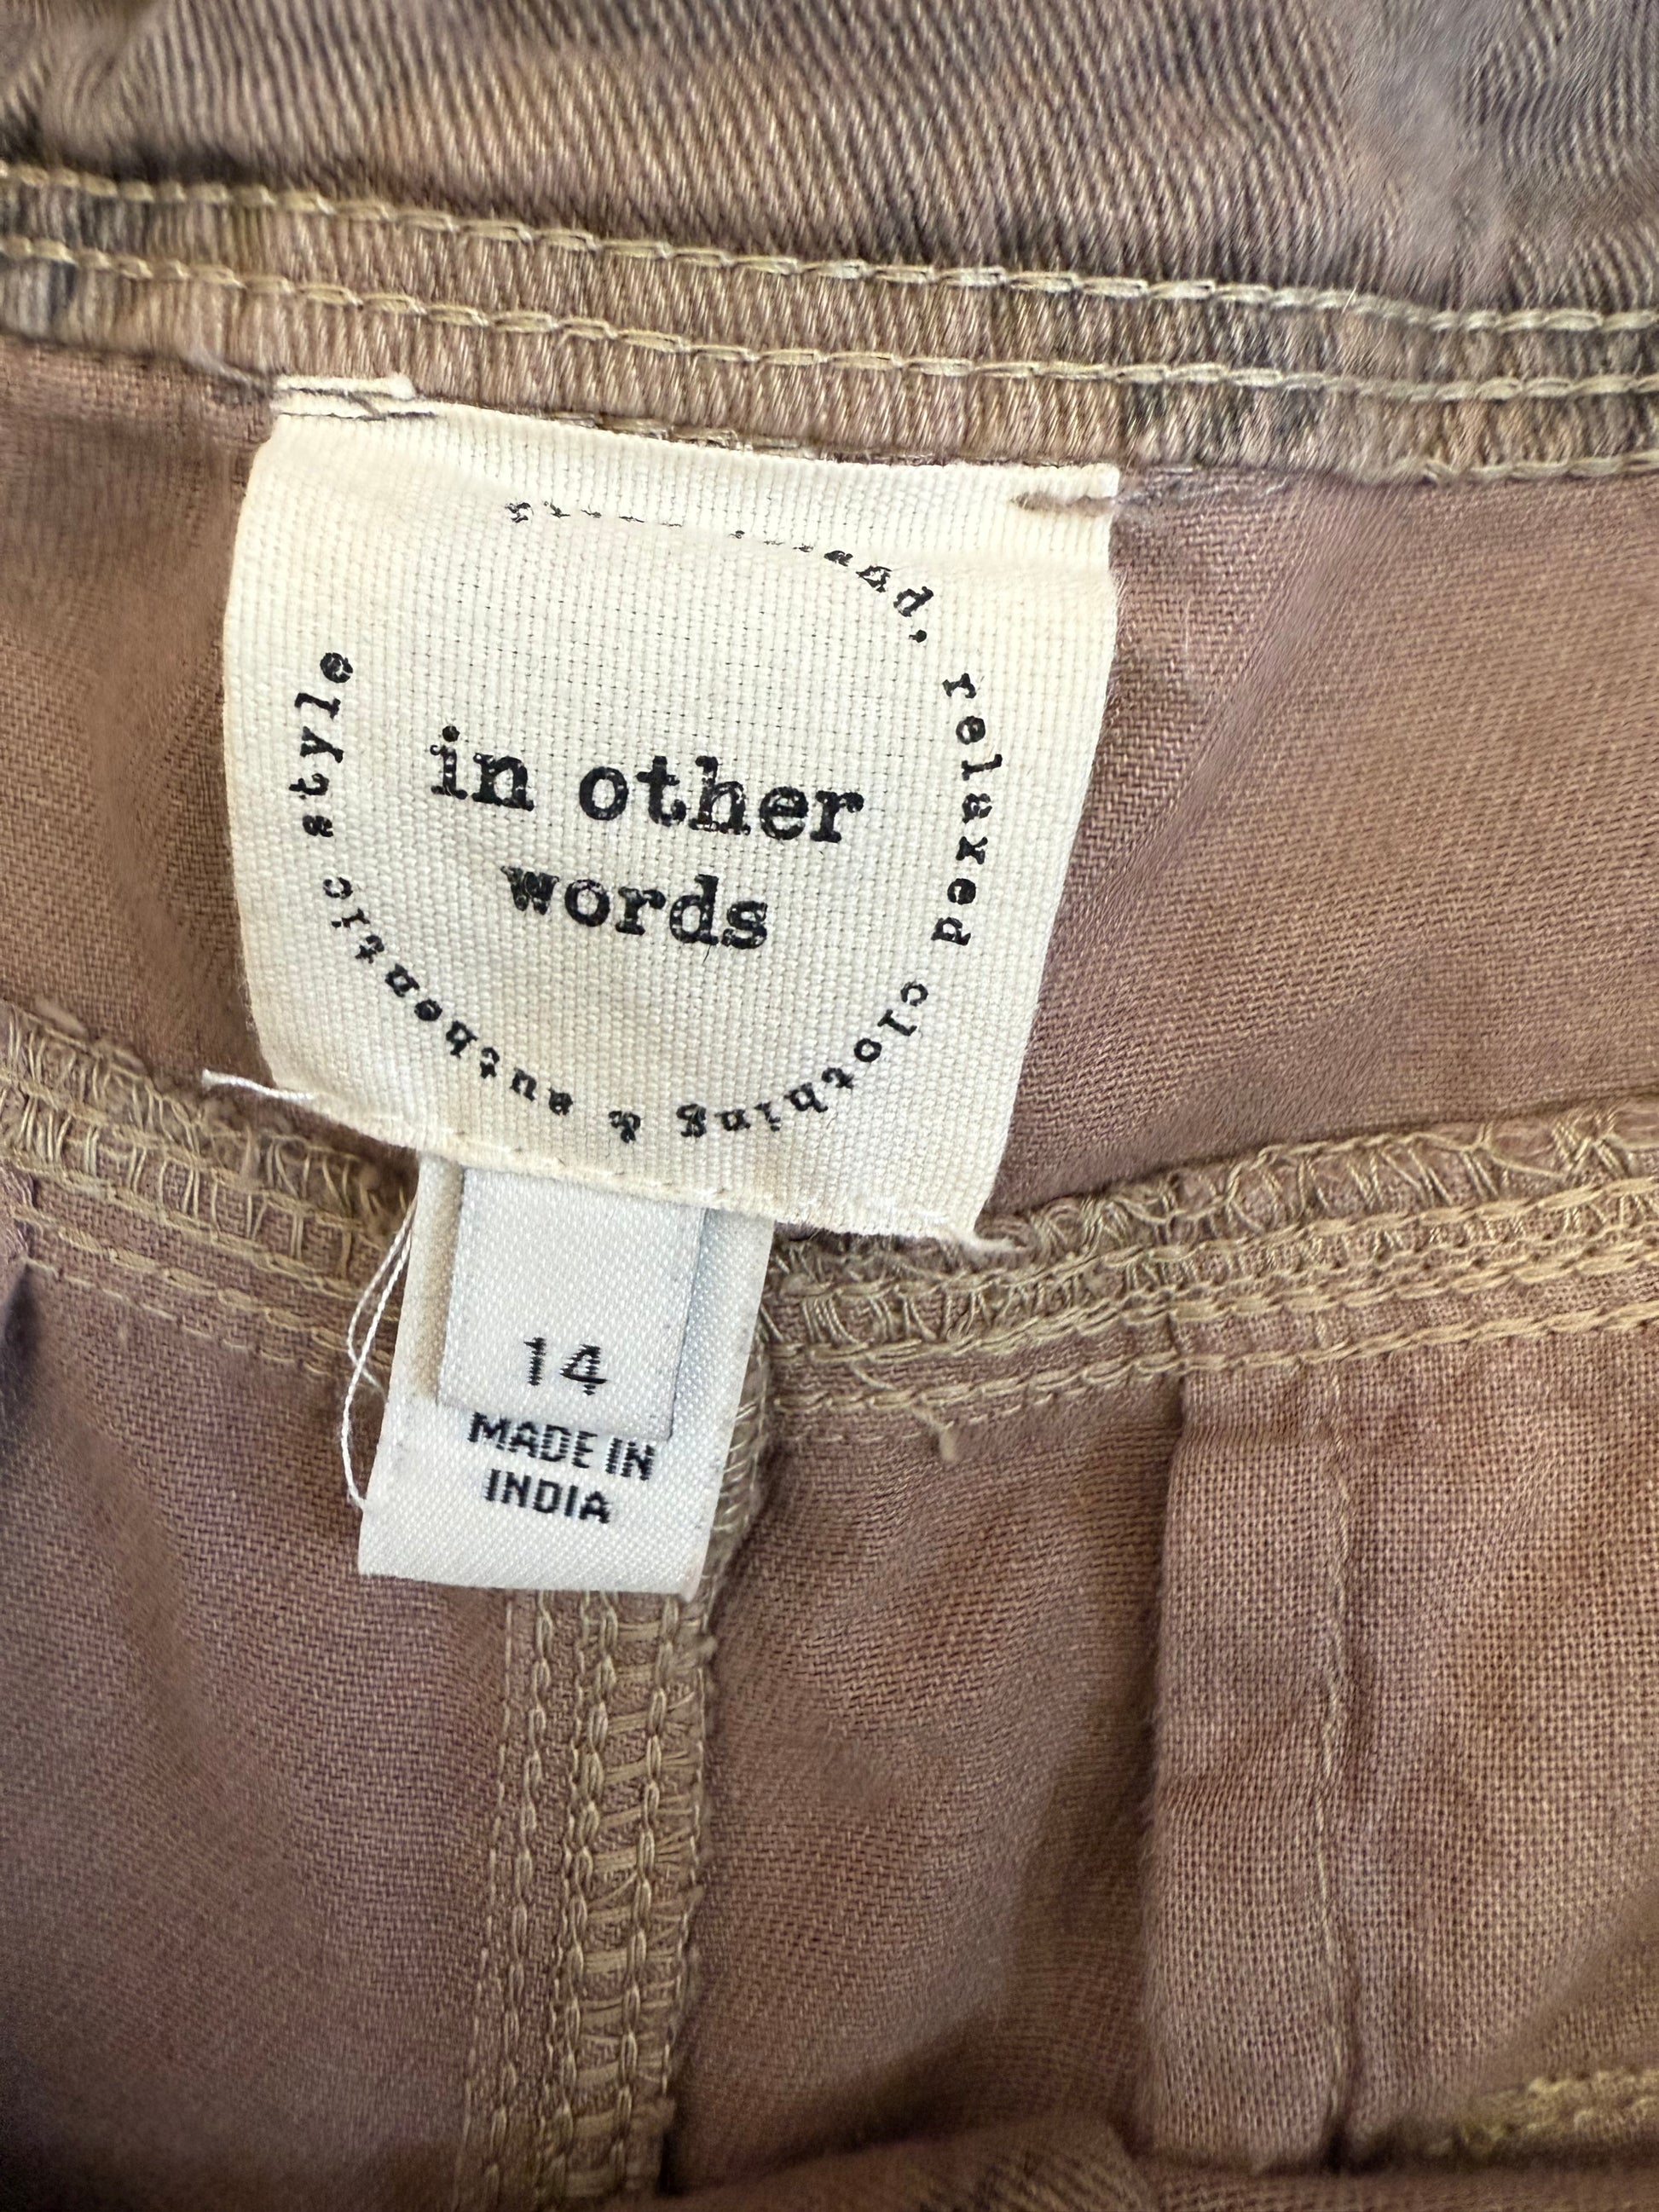 in other
words
relaxed clothing & authentic style
14
MADE IN
INDIA